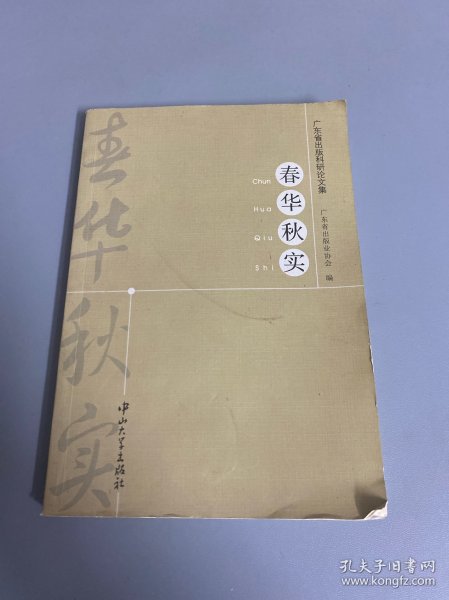 春华秋实
广东省出版科研论文集
春华秋实
Chun
Hua
Qiu
Shi
广东省出版业协会 编
中山大学出版社
孔夫子旧书网
www.kongfz.com